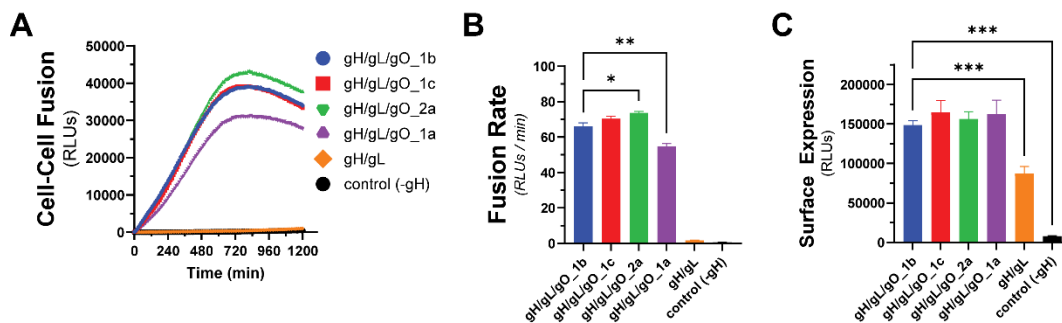 A
Cell-Cell Fusion
(RLUs)
50000
40000
30000
20000
10000
0
0 240 480 720 960 1200
Time (min)
gH/gL/gO_1b
gH/gL/gO_1c
gH/gL/gO_2a
gH/gL/gO_1a
gH/gL
control (-gH)
B
Fusion Rate
(RLUs / min)
100
80
60
40
20
0
**
*
gH/gL/gO_1b
gH/gL/gO_1c
gH/gL/gO_2a
gH/gL/gO_1a
gH/gL
control (-gH)
C
Surface Expression
(RLUs)
200000
150000
100000
50000
0
***
***
gH/gL/gO_1b
gH/gL/gO_1c
gH/gL/gO_2a
gH/gL/gO_1a
gH/gL
control (-gH)